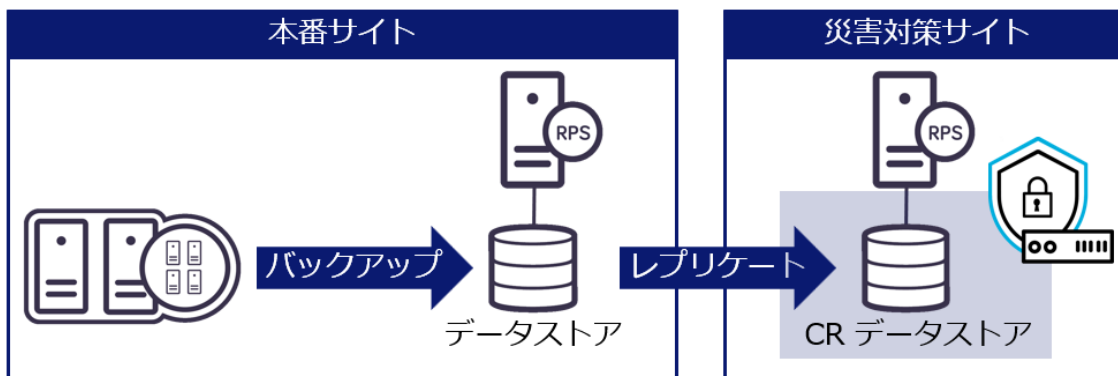 本番サイト
災害対策サイト
RPS
RPS
バックアップ
レプリケート
データストア
CR データストア